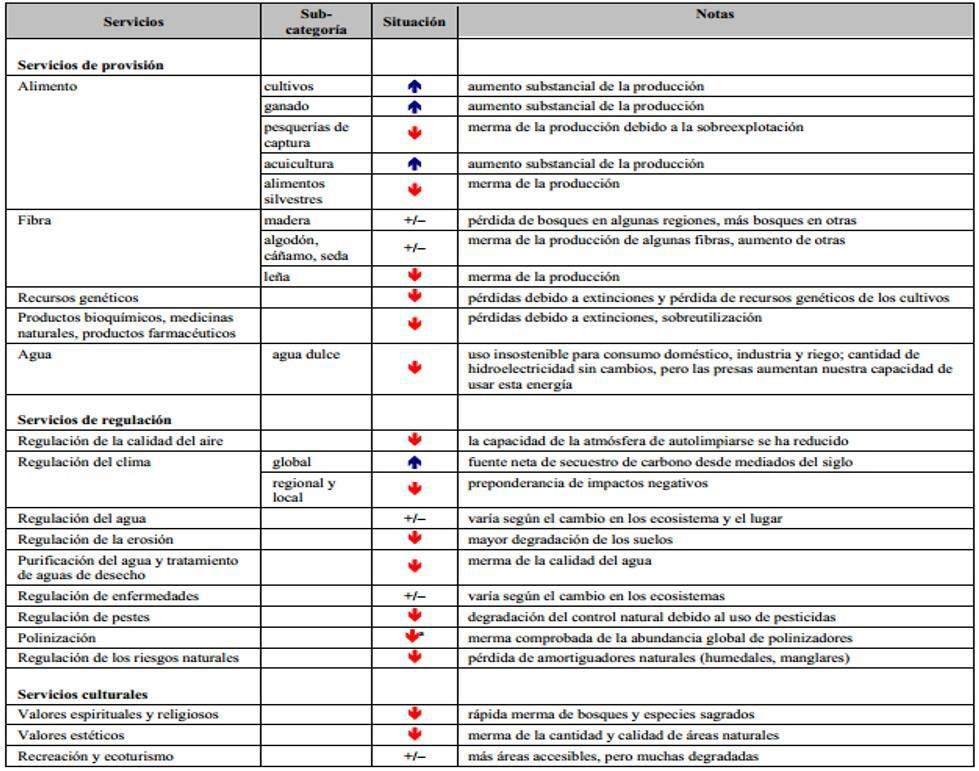 Servicios Sub-categoría Situación Notas
Servicios de provisión
Alimento cultivos aumento substancial de la producción
ganado aumento substancial de la producción
pesquerías de captura merma de la producción debido a la sobreexplotación
acuicultura aumento substancial de la producción
alimentos silvestres merma de la producción
Fibra madera +/– pérdida de bosques en algunas regiones, más bosques en otras
algodón, cáñamo, seda +/– merma de la producción de algunas fibras, aumento de otras
leña merma de la producción
Recursos genéticos pérdidas debido a extinciones y pérdida de recursos genéticos de los cultivos
Productos bioquímicos, medicinas naturales, productos farmacéuticos pérdidas debido a extinciones, sobreutilización
Agua agua dulce uso insostenible para consumo doméstico, industria y riego; cantidad de
hidroelectricidad sin cambios, pero las presas aumentan nuestra capacidad de
usar esta energía
Servicios de regulación
Regulación de la calidad del aire la capacidad de la atmósfera de autolimpiarse se ha reducido
Regulación del clima global fuente neta de secuestro de carbono desde mediados del siglo
regional y local preponderancia de impactos negativos
Regulación del agua +/– varía según el cambio en los ecosistema y el lugar
Regulación de la erosión mayor degradación de los suelos
Purificación del agua y tratamiento de aguas de desecho merma de la calidad del agua
Regulación de enfermedades +/– varía según el cambio en los ecosistemas
Regulación de pestes degradación del control natural debido al uso de pesticidas
Polinización a merma comprobada de la abundancia global de polinizadores
Regulación de los riesgos naturales pérdida de amortiguadores naturales (humedales, manglares)
Servicios culturales
Valores espirituales y religiosos rápida merma de bosques y especies sagrados
Valores estéticos merma de la cantidad y calidad de áreas naturales
Recreación y ecoturismo +/– más áreas accesibles, pero muchas degradadas